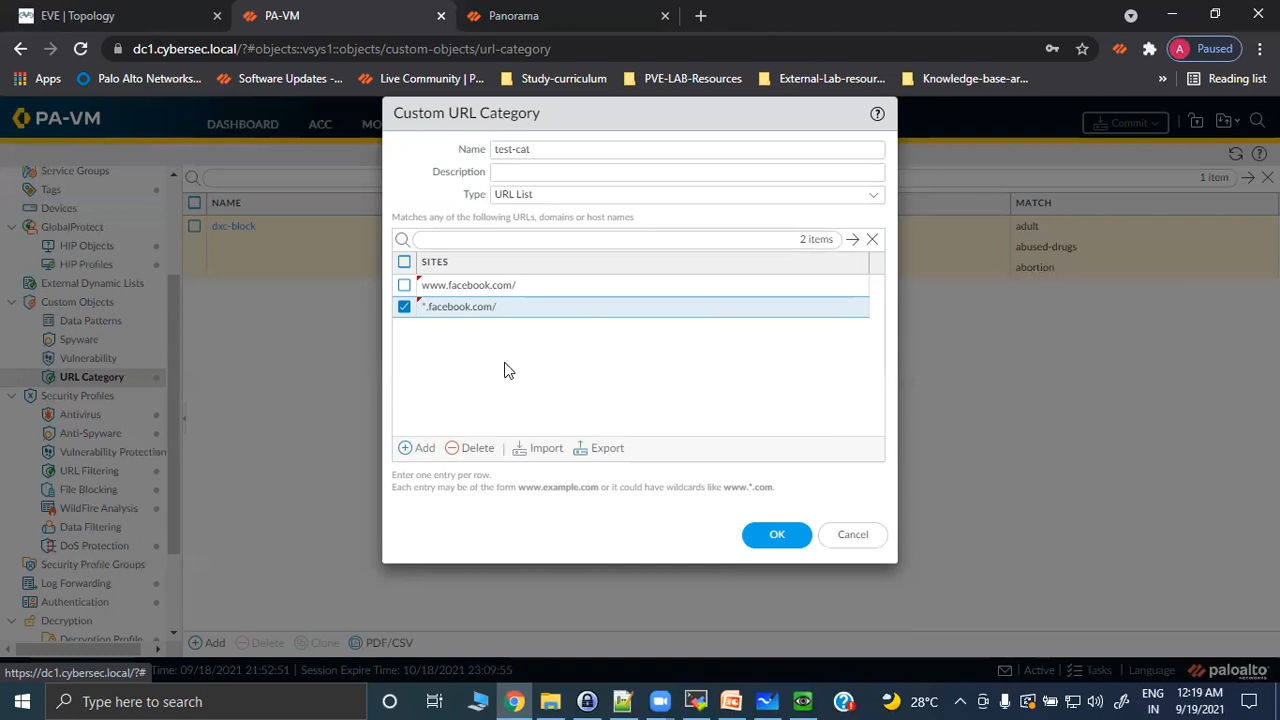 EVE | Topology
PA-VM
Panorama
dc1.cybersec.local/?#objects::vsys1::objects/custom-objects/url-category
A Paused
Apps
Palo Alto Networks...
Software Updates -...
Live Community | P...
Study-curriculum
PVE-LAB-Resources
External-Lab-resour...
Knowledge-base-ar...
»
Reading list
PA-VM
DASHBOARD
ACC
MO
Commit
Service Groups
Tags
Devices
GlobalProtect
HIP Objects
HIP Profiles
External Dynamic Lists
Custom Objects
Data Patterns
Spyware
Vulnerability
URL Category
Security Profiles
Antivirus
Anti-Spyware
Vulnerability Protection
URL Filtering
File Blocking
WildFire Analysis
Data Filtering
DoS Protection
Security Profile Groups
Log Forwarding
Authentication
Decryption
Decryption Profile
1 item
NAME
MATCH
dxc-block
adult
abused-drugs
abortion
Custom URL Category
Name test-cat
Description
Type URL List
Matches any of the following URLs, domains or host names
2 items
SITES
www.facebook.com/
*.facebook.com/
Add
Delete
Import
Export
Enter one entry per row.
Each entry may be of the form www.example.com or it could have wildcards like www.*.com.
OK
Cancel
Add
Delete
Clone
PDF/CSV
https://dc1.cybersec.local/?#
Time: 09/18/2021 21:52:51 | Session Expire Time: 10/18/2021 23:09:55
Active
Tasks
Language
paloalto
NETWORKS
Type here to search
28°C
ENG
IN
12:19 AM
9/19/2021